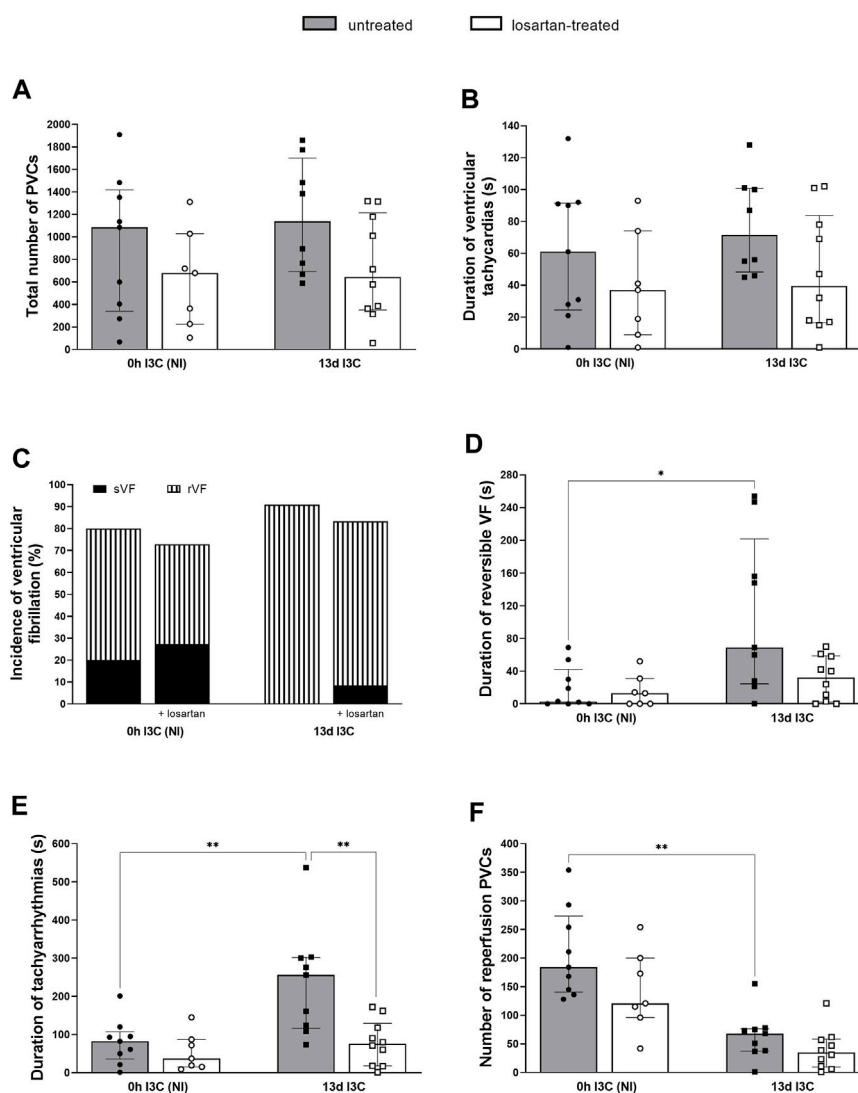 untreated
losartan-treated
A
Total number of PVCs
2000
1800
1600
1400
1200
1000
800
600
400
200
0
0h I3C (NI)
13d I3C
B
Duration of ventricular
tachycardias (s)
140
120
100
80
60
40
20
0
0h I3C (NI)
13d I3C
C
Incidence of ventricular
fibrillation (%)
100
90
80
70
60
50
40
30
20
10
0
sVF
rVF
+ losartan
+ losartan
0h I3C (NI)
13d I3C
D
Duration of reversible VF (s)
280
240
200
160
120
80
40
0
*
0h I3C (NI)
13d I3C
E
Duration of tachyarrhythmias (s)
600
500
400
300
200
100
0
**
**
0h I3C (NI)
13d I3C
F
Number of reperfusion PVCs
400
350
300
250
200
150
100
50
0
**
0h I3C (NI)
13d I3C